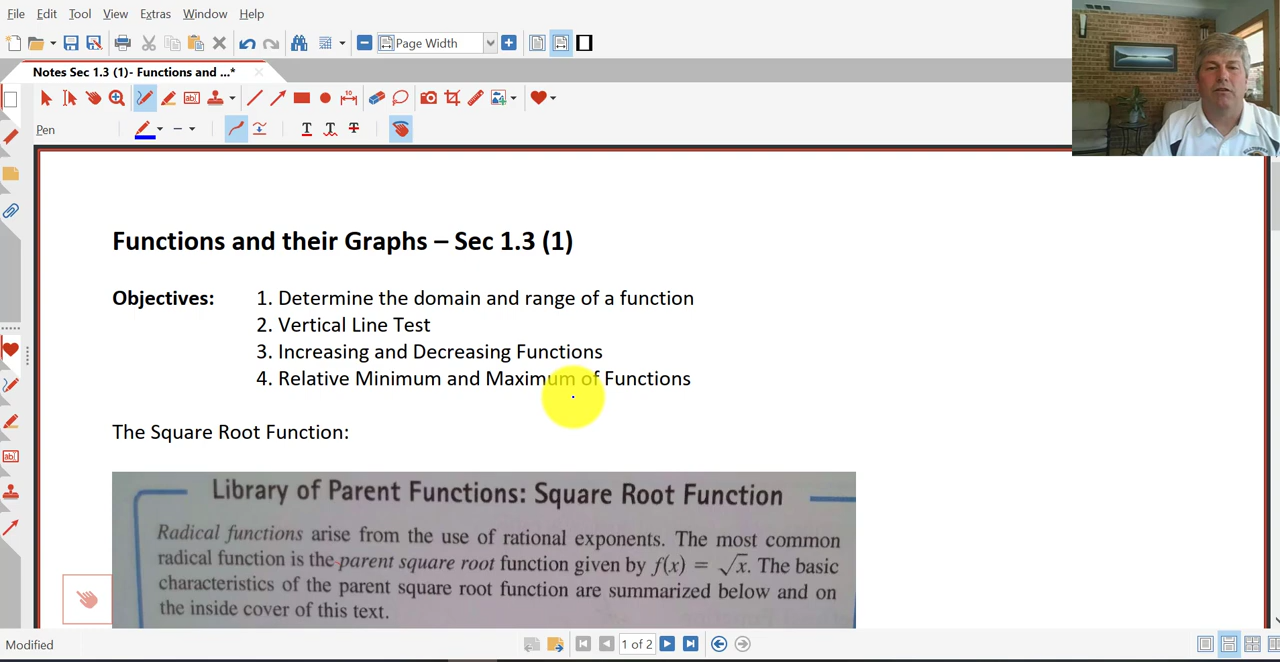 File Edit Tool View Extras Window Help
Page Width
Notes Sec 1.3 (1)- Functions and ...*
Pen
Functions and their Graphs – Sec 1.3 (1)
Objectives: 1. Determine the domain and range of a function
2. Vertical Line Test
3. Increasing and Decreasing Functions
4. Relative Minimum and Maximum of Functions
The Square Root Function:
Library of Parent Functions: Square Root Function
Radical functions arise from the use of rational exponents. The most common
radical function is the parent square root function given by f(x) = √x. The basic
characteristics of the parent square root function are summarized below and on
the inside cover of this text.
Modified
1 of 2